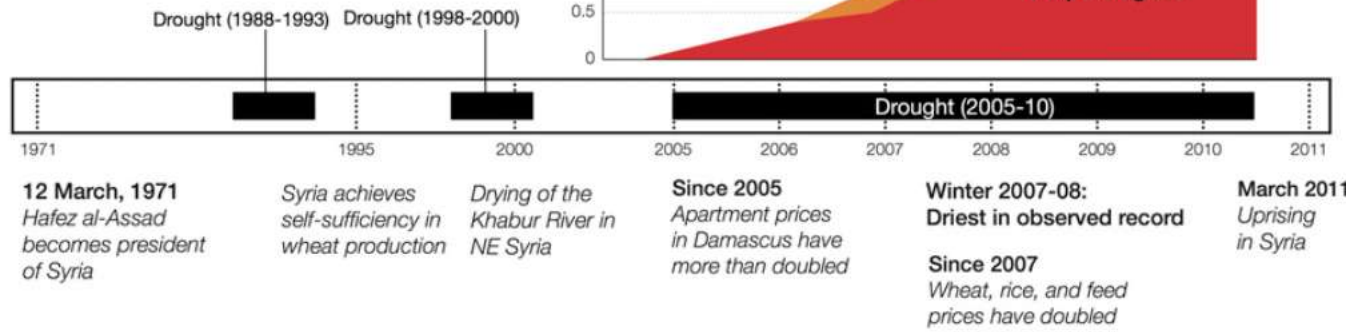 Drought (1988-1993) Drought (1998-2000)
0.5
0
Drought (2005-10)
1971 1995 2000 2005 2006 2007 2008 2009 2010 2011
12 March, 1971
Hafez al-Assad
becomes president
of Syria
Syria achieves
self-sufficiency in
wheat production
Drying of the
Khabur River in
NE Syria
Since 2005
Apartment prices
in Damascus have
more than doubled
Winter 2007-08:
Driest in observed record
Since 2007
Wheat, rice, and feed
prices have doubled
March 2011
Uprising
in Syria